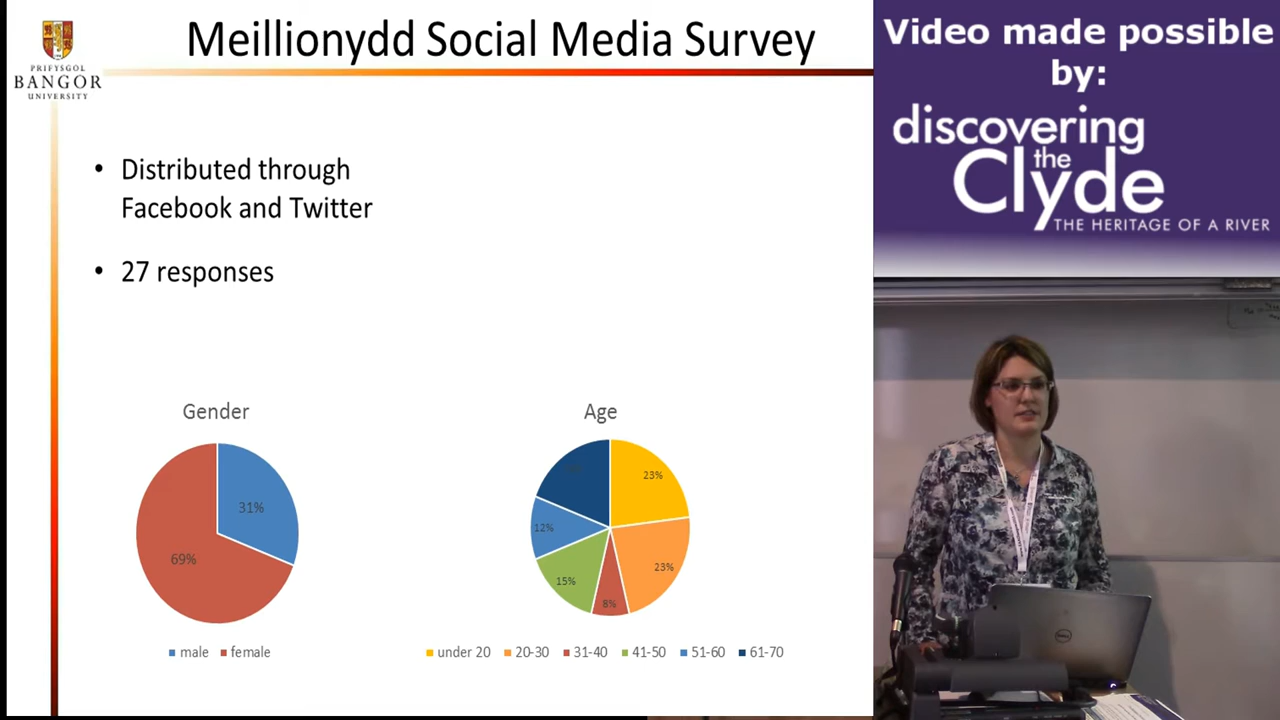 Meillionydd Social Media Survey
PRIFYSGOL
BANGOR
UNIVERSITY
• Distributed through
Facebook and Twitter
• 27 responses
Gender
31%
69%
male female
Age
23%
23%
8%
15%
12%
under 20 20-30 31-40 41-50 51-60 61-70
Video made possible
by:
discovering
the
Clyde
THE HERITAGE OF A RIVER
DELL